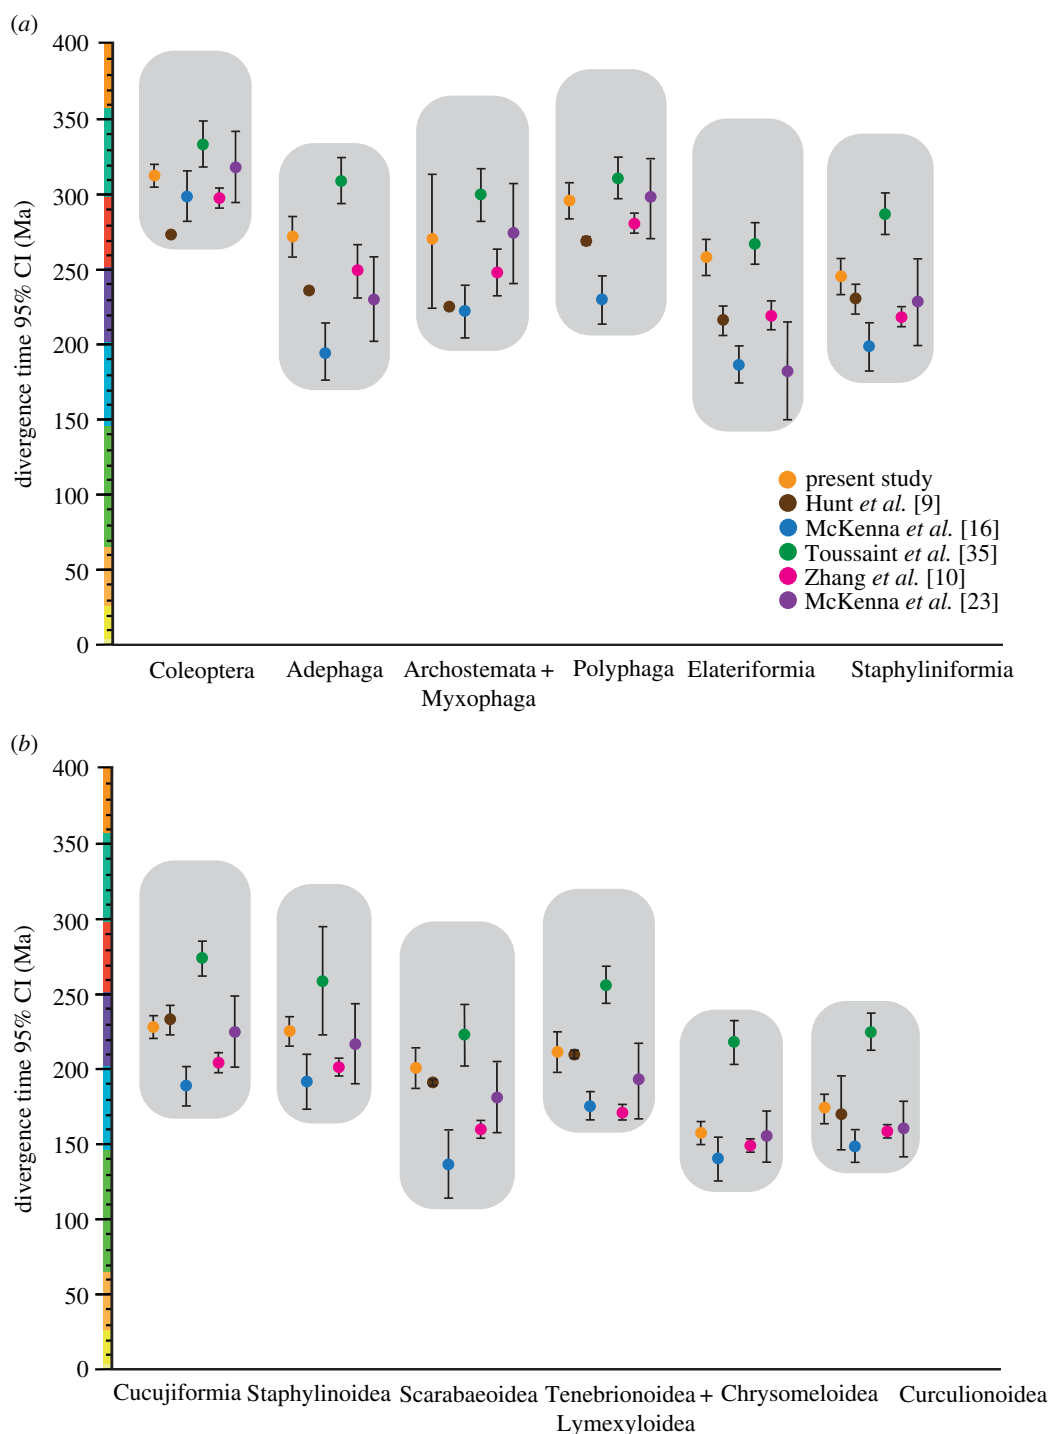 (a)
400
350
300
250
200
150
100
50
0
divergence time 95% CI (Ma)
present study
Hunt et al. [9]
McKenna et al. [16]
Toussaint et al. [35]
Zhang et al. [10]
McKenna et al. [23]
Coleoptera Adephaga Archostemata + Polyphaga Elateriformia Staphyliniformia
Myxophaga
(b)
400
350
300
250
200
150
100
50
0
divergence time 95% CI (Ma)
Cucujiformia Staphylinoidea Scarabaeoidea Tenebrionoidea + Chrysomeloidea Curculionoidea
Lymexyloidea